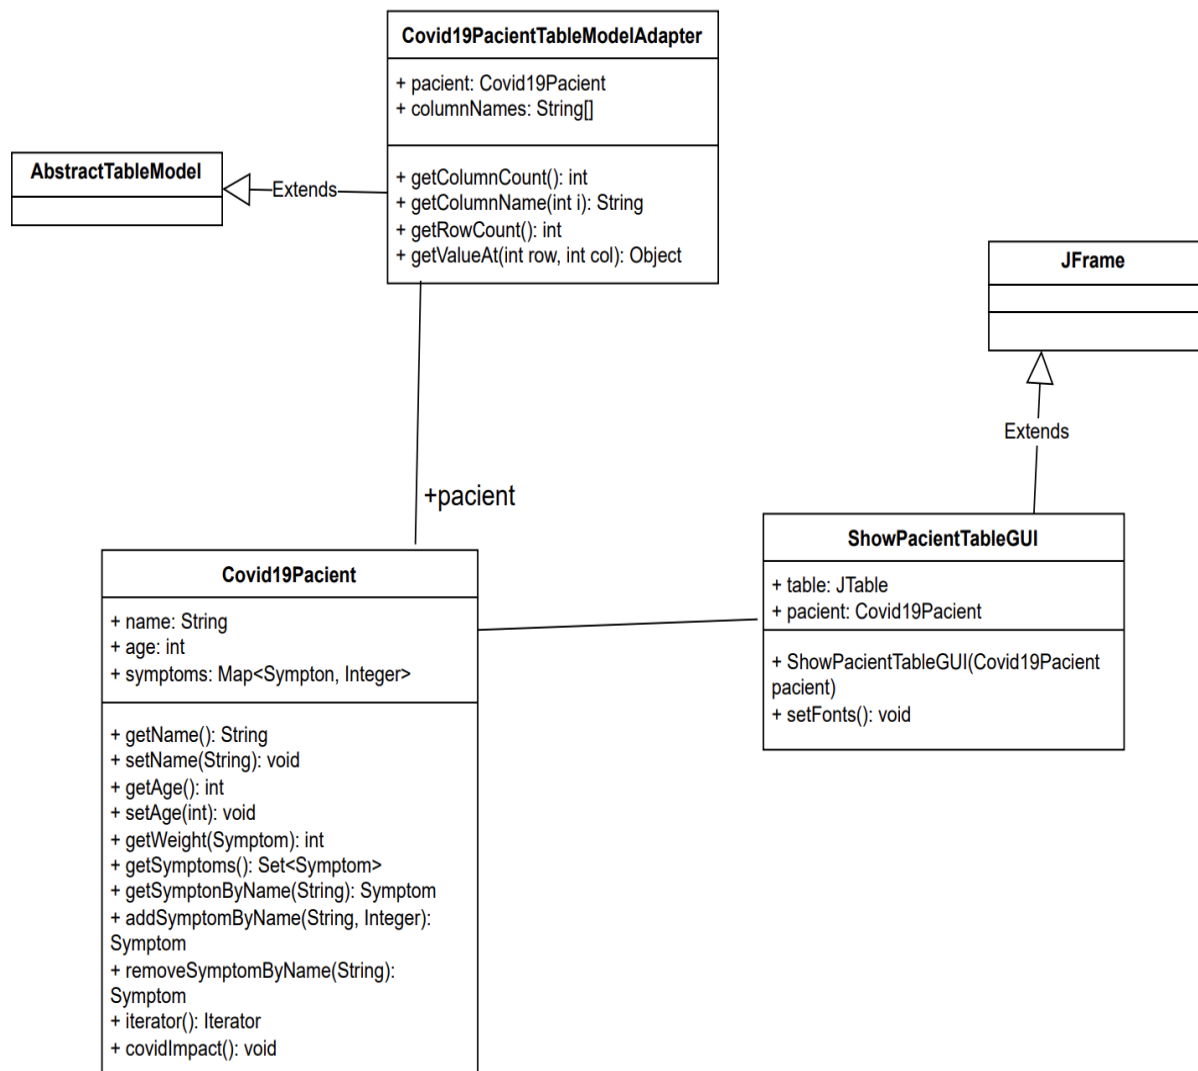 Covid19PacientTableModelAdapter
+ pacient: Covid19Pacient
+ columnNames: String[]
+ getColumnCount(): int
+ getColumnName(int i): String
+ getRowCount(): int
+ getValueAt(int row, int col): Object
AbstractTableModel
Extends
JFrame
Extends
+pacient
Covid19Pacient
+ name: String
+ age: int
+ symptoms: Map<Sympton, Integer>
+ getName(): String
+ setName(String): void
+ getAge(): int
+ setAge(int): void
+ getWeight(Symptom): int
+ getSymptoms(): Set<Symptom>
+ getSymptonByName(String): Symptom
+ addSymptomByName(String, Integer):
Symptom
+ removeSymptomByName(String):
Symptom
+ iterator(): Iterator
+ covidImpact(): void
ShowPacientTableGUI
+ table: JTable
+ pacient: Covid19Pacient
+ ShowPacientTableGUI(Covid19Pacient
pacient)
+ setFonts(): void